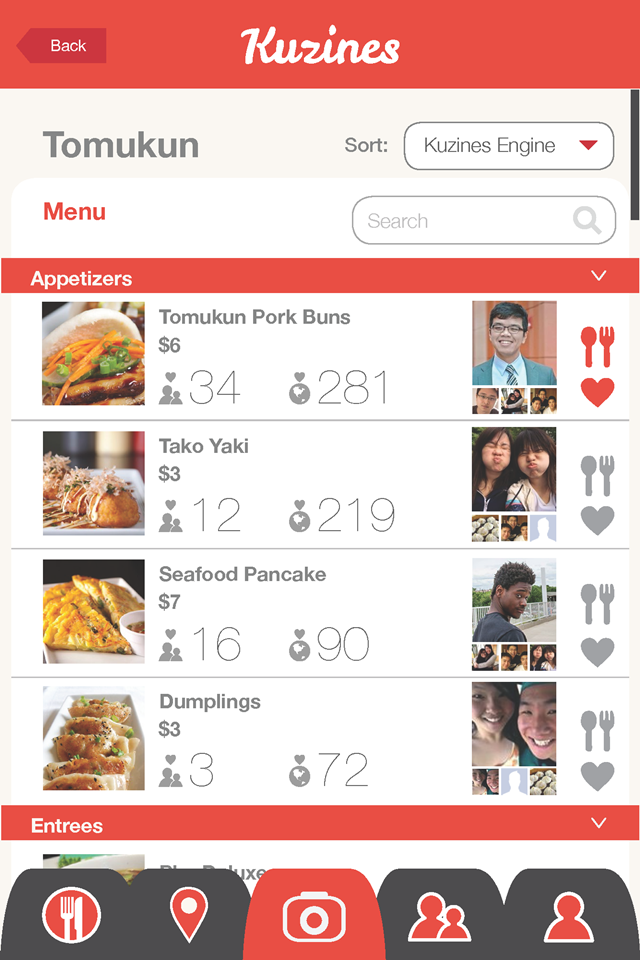 Back
Kuzines
Tomukun
Sort:
Kuzines Engine
Menu
Search
Appetizers
Tomukun Pork Buns
$6
34
281
Tako Yaki
$3
12
219
Seafood Pancake
$7
16
90
Dumplings
$3
3
72
Entrees